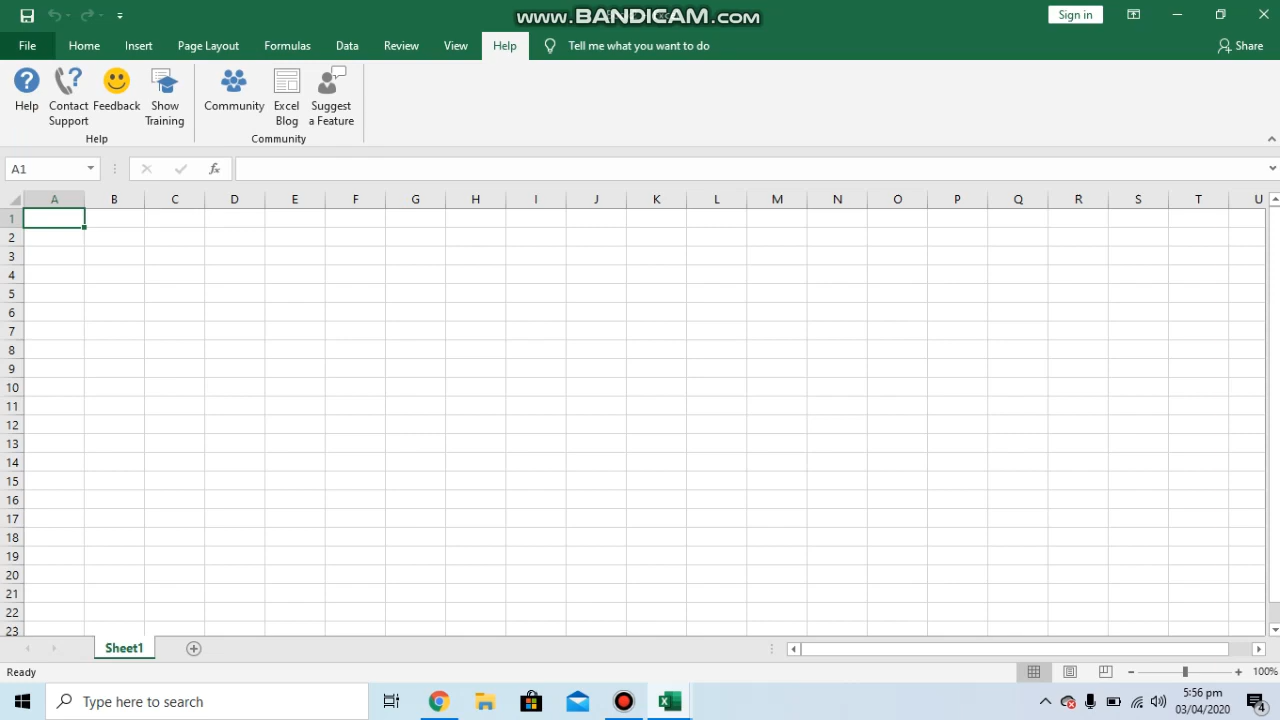 www.BANDICAM.com
Sign in
File Home Insert Page Layout Formulas Data Review View Help Tell me what you want to do Share
Help Contact Support Feedback Show Training Community Excel Blog Suggest a Feature
Help Community
A1 fx
A B C D E F G H I J K L M N O P Q R S T U
1
2
3
4
5
6
7
8
9
10
11
12
13
14
15
16
17
18
19
20
21
22
23
Sheet1
Ready 100%
Type here to search
5:56 pm
03/04/2020
4